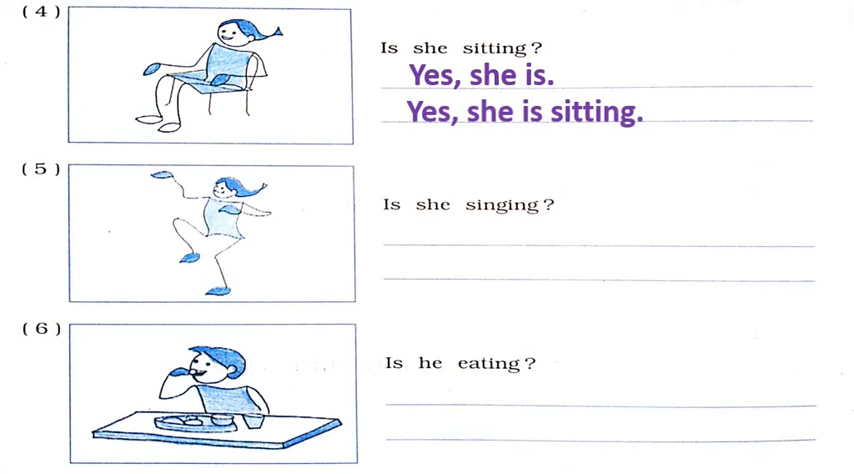 (4)
Is she sitting?
Yes, she is.
Yes, she is sitting.
(5)
Is she singing?
(6)
Is he eating?